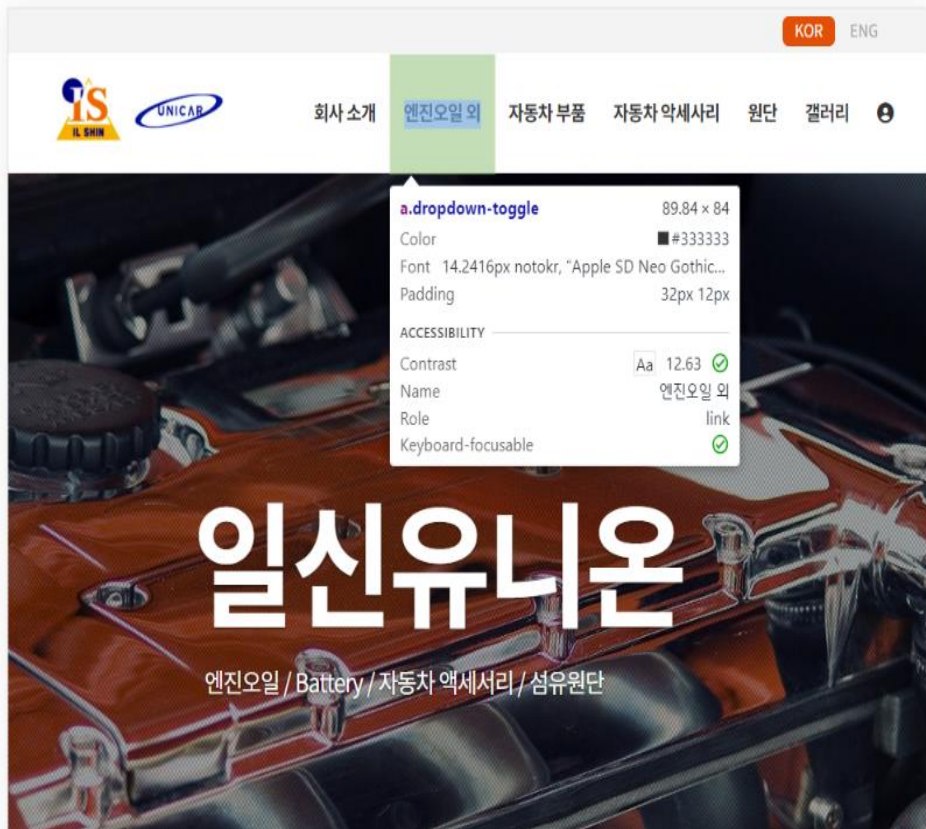 KOR ENG
IS
IL SHIN
UNICAR
회사 소개 엔진오일 외 자동차 부품 자동차 악세사리 원단 갤러리
a.dropdown-toggle 89.84 × 84
Color #333333
Font 14.2416px notokr, "Apple SD Neo Gothic...
Padding 32px 12px
ACCESSIBILITY
Contrast Aa 12.63
Name 엔진오일 외
Role link
Keyboard-focusable
일신유니온
엔진오일 / Battery / 자동차 액세서리 / 섬유원단